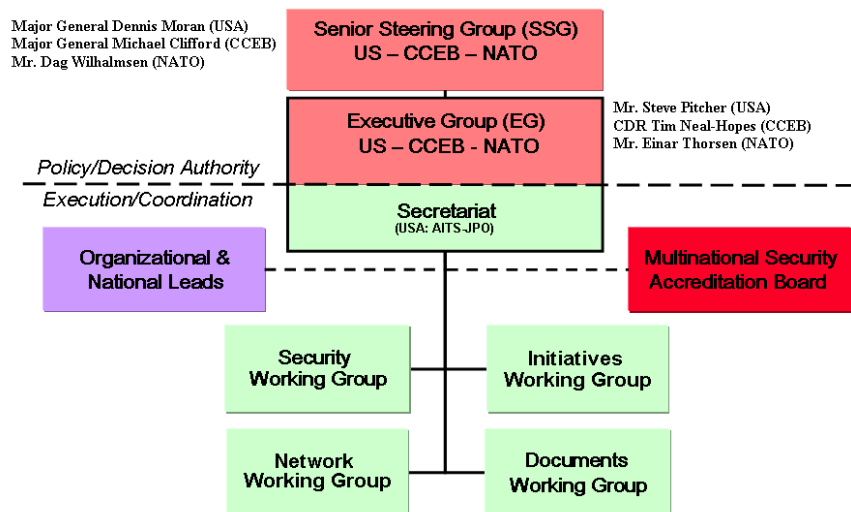 Major General Dennis Moran (USA)
Major General Michael Clifford (CCEB)
Mr. Dag Wilhalmsen (NATO)
Senior Steering Group (SSG)
US – CCEB – NATO
Executive Group (EG)
US – CCEB - NATO
Mr. Steve Pitcher (USA)
CDR Tim Neal-Hopes (CCEB)
Mr. Einar Thorsen (NATO)
Policy/Decision Authority
Execution/Coordination
Secretariat
(USA: AITS-JPO)
Organizational &
National Leads
Multinational Security
Accreditation Board
Security
Working Group
Initiatives
Working Group
Network
Working Group
Documents
Working Group